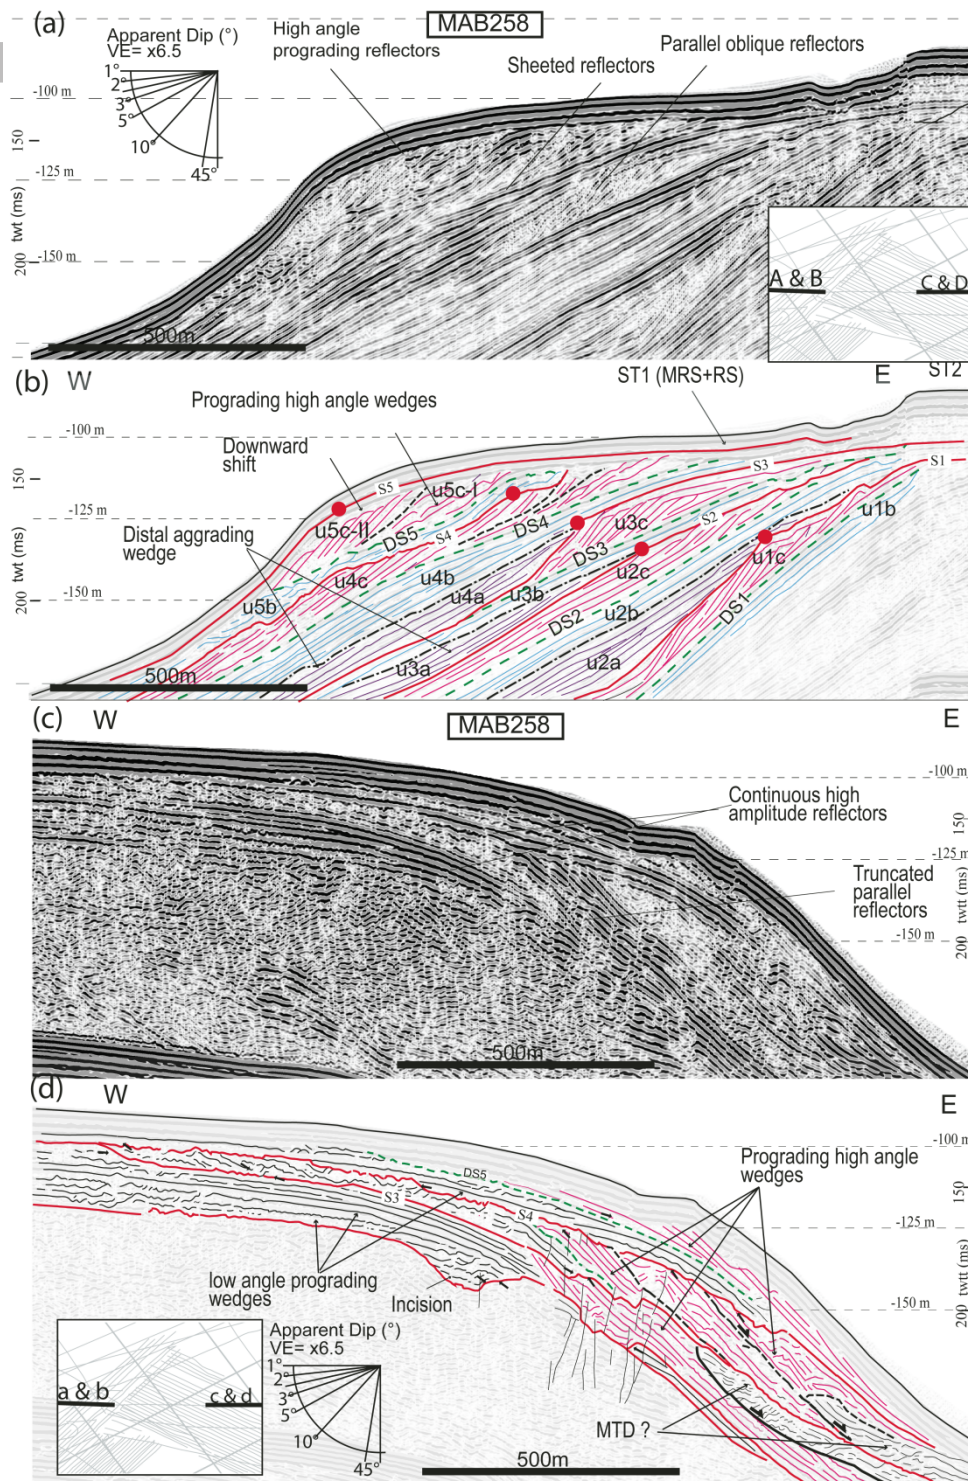 (a)
MAB258
Apparent Dip (°)
VE= x6.5
1°
2°
3°
5°
10°
45°
High angle
prograding reflectors
Sheeted reflectors
Parallel oblique reflectors
-100 m
-125 m
-150 m
150
200
twt (ms)
500m
A & B
C & D
(b)
W
E
ST2
ST1 (MRS+RS)
Prograding high angle wedges
Downward
shift
Distal aggrading
wedge
-100 m
-125 m
-150 m
150
200
twt (ms)
S5
S4
S3
S2
S1
u5c-I
u5c-II
DS5
DS4
DS3
DS2
DS1
u5b
u4c
u4b
u4a
u3c
u3b
u3a
u2c
u2b
u2a
u1c
u1b
500m
(c)
W
MAB258
E
Continuous high
amplitude reflectors
Truncated
parallel
reflectors
-100 m
-125 m
-150 m
150
200
twtt (ms)
500m
(d)
W
E
Prograding high angle
wedges
DS5
S3
S4
low angle prograding
wedges
Incision
MTD ?
-100 m
-125 m
-150 m
150
200
twtt (ms)
a & b
c & d
Apparent Dip (°)
VE= x6.5
1°
2°
3°
5°
10°
45°
500m